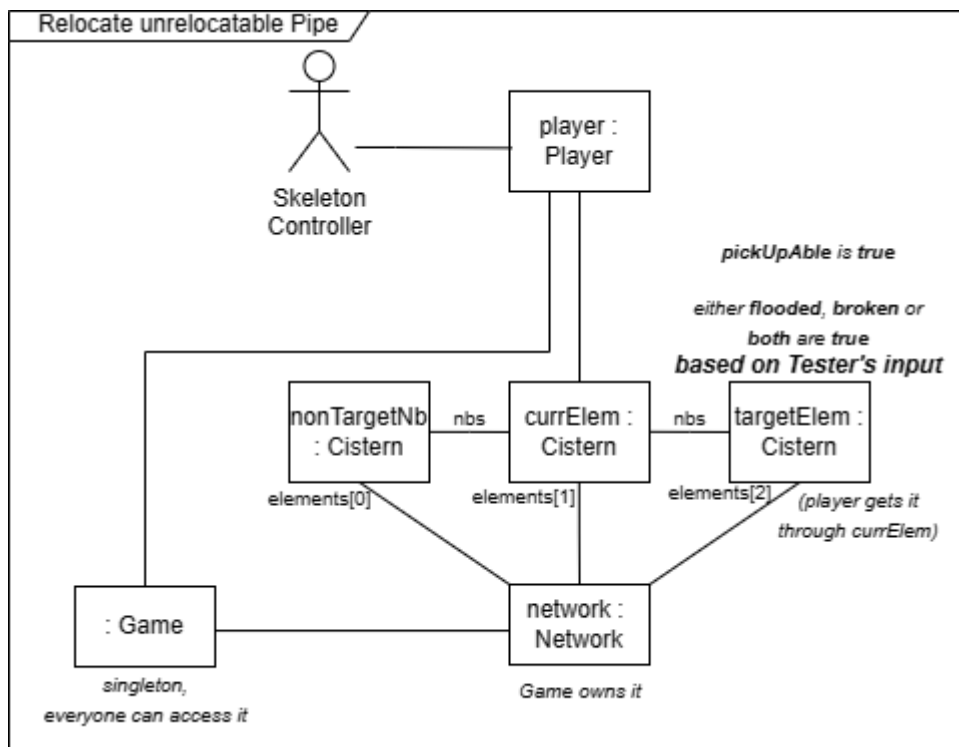 Relocate unrelocatable Pipe
player :
Player
Skeleton
Controller
pickUpAble is true
either flooded, broken or
both are true
based on Tester's input
nonTargetNb
: Cistern
nbs
currElem :
Cistern
nbs
targetElem :
Cistern
elements[0]
elements[1]
elements[2]
(player gets it
through currElem)
: Game
network :
Network
singleton,
everyone can access it
Game owns it